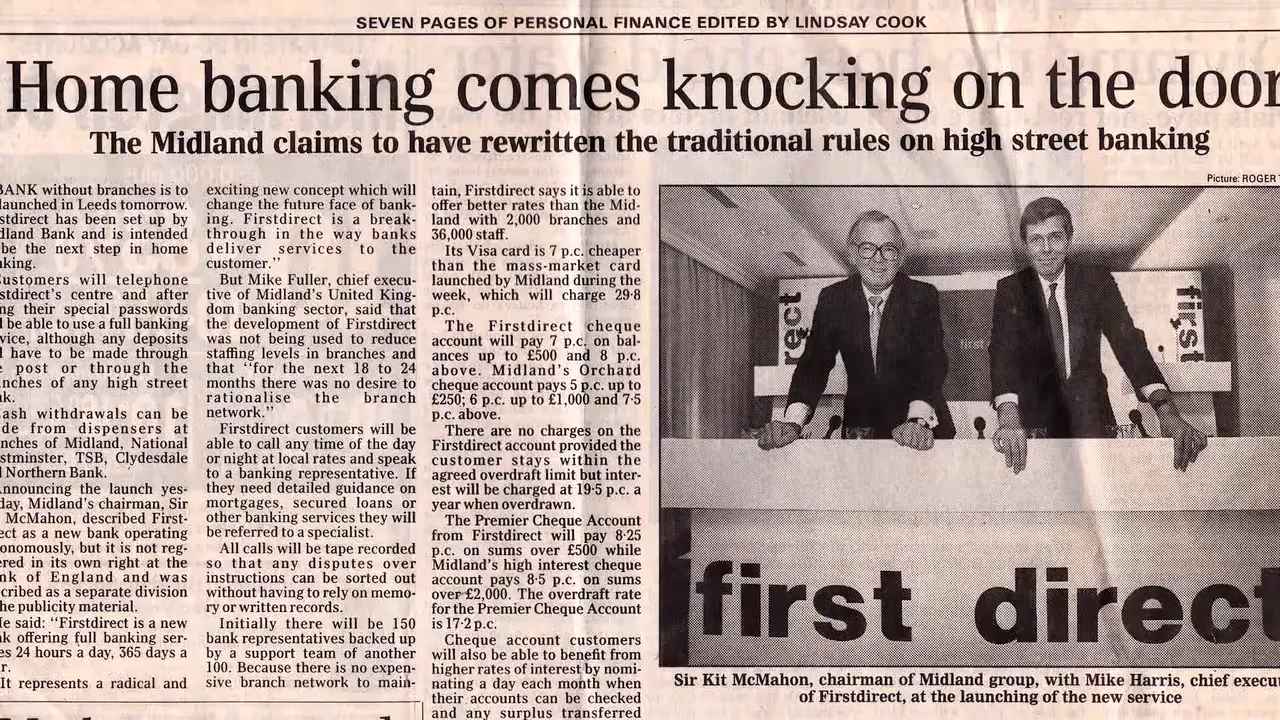 SEVEN PAGES OF PERSONAL FINANCE EDITED BY LINDSAY COOK
Home banking comes knocking on the door
The Midland claims to have rewritten the traditional rules on high street banking
BANK without branches is to
launched in Leeds tomorrow.
stdirect has been set up by
dland Bank and is intended
be the next step in home
nking.
ustomers will telephone
stdirect's centre and after
ng their special passwords
l be able to use a full banking
vice, although any deposits
l have to be made through
post or through the
nches of any high street
k.
ash withdrawals can be
de from dispensers at
nches of Midland, National
stminster, TSB, Clydesdale
l Northern Bank.
nnouncing the launch yes-
day, Midland's chairman, Sir
McMahon, described First-
ect as a new bank operating
onomously, but it is not reg-
ered in its own right at the
nk of England and was
cribed as a separate division
he publicity material.
He said: "Firstdirect is a new
nk offering full banking ser-
es 24 hours a day, 365 days a
r.
It represents a radical and
exciting new concept which will
change the future face of bank-
ing. Firstdirect is a break-
through in the way banks
deliver services to the
customer."
But Mike Fuller, chief execu-
tive of Midland's United King-
dom banking sector, said that
the development of Firstdirect
was not being used to reduce
staffing levels in branches and
that "for the next 18 to 24
months there was no desire to
rationalise the branch
network."
Firstdirect customers will be
able to call any time of the day
or night at local rates and speak
to a banking representative. If
they need detailed guidance on
mortgages, secured loans or
other banking services they will
be referred to a specialist.
All calls will be tape recorded
so that any disputes over
instructions can be sorted out
without having to rely on memo-
ry or written records.
Initially there will be 150
bank representatives backed up
by a support team of another
100. Because there is no expen-
sive branch network to main-
tain, Firstdirect says it is able to
offer better rates than the Mid-
land with 2,000 branches and
36,000 staff.
Its Visa card is 7 p.c. cheaper
than the mass-market card
launched by Midland during the
week, which will charge 29·8
p.c.
The Firstdirect cheque
account will pay 7 p.c. on bal-
ances up to £500 and 8 p.c.
above. Midland's Orchard
cheque account pays 5 p.c. up to
£250; 6 p.c. up to £1,000 and 7·5
p.c. above.
There are no charges on the
Firstdirect account provided the
customer stays within the
agreed overdraft limit but inter-
est will be charged at 19·5 p.c. a
year when overdrawn.
The Premier Cheque Account
from Firstdirect will pay 8·25
p.c. on sums over £500 while
Midland's high interest cheque
account pays 8·5 p.c. on sums
over £2,000. The overdraft rate
for the Premier Cheque Account
is 17·2 p.c.
Cheque account customers
will also be able to benefit from
higher rates of interest by nomi-
nating a day each month when
their accounts can be checked
and any surplus transferred
Picture: ROGER
rect
first
first
first direct
Sir Kit McMahon, chairman of Midland group, with Mike Harris, chief execu
of Firstdirect, at the launching of the new service